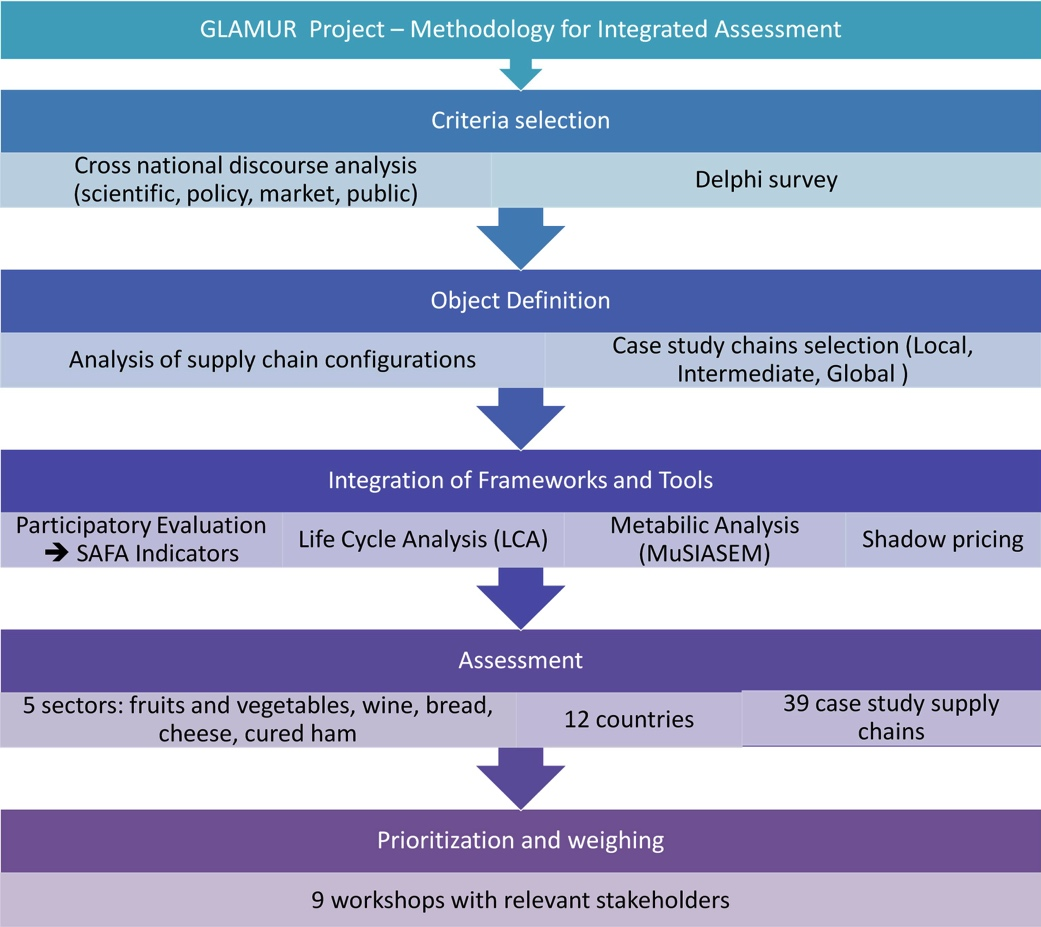 GLAMUR  Project – Methodology for Integrated Assessment
Criteria selection
Cross national discourse analysis
(scientific, policy, market, public)
Delphi survey
Object Definition
Analysis of supply chain configurations
Case study chains selection (Local,
Intermediate, Global )
Integration of Frameworks and Tools
Participatory Evaluation
➔ SAFA Indicators
Life Cycle Analysis (LCA)
Metabilic Analysis
(MuSIASEM)
Shadow pricing
Assessment
5 sectors: fruits and vegetables, wine, bread,
cheese, cured ham
12 countries
39 case study supply
chains
Prioritization and weighing
9 workshops with relevant stakeholders